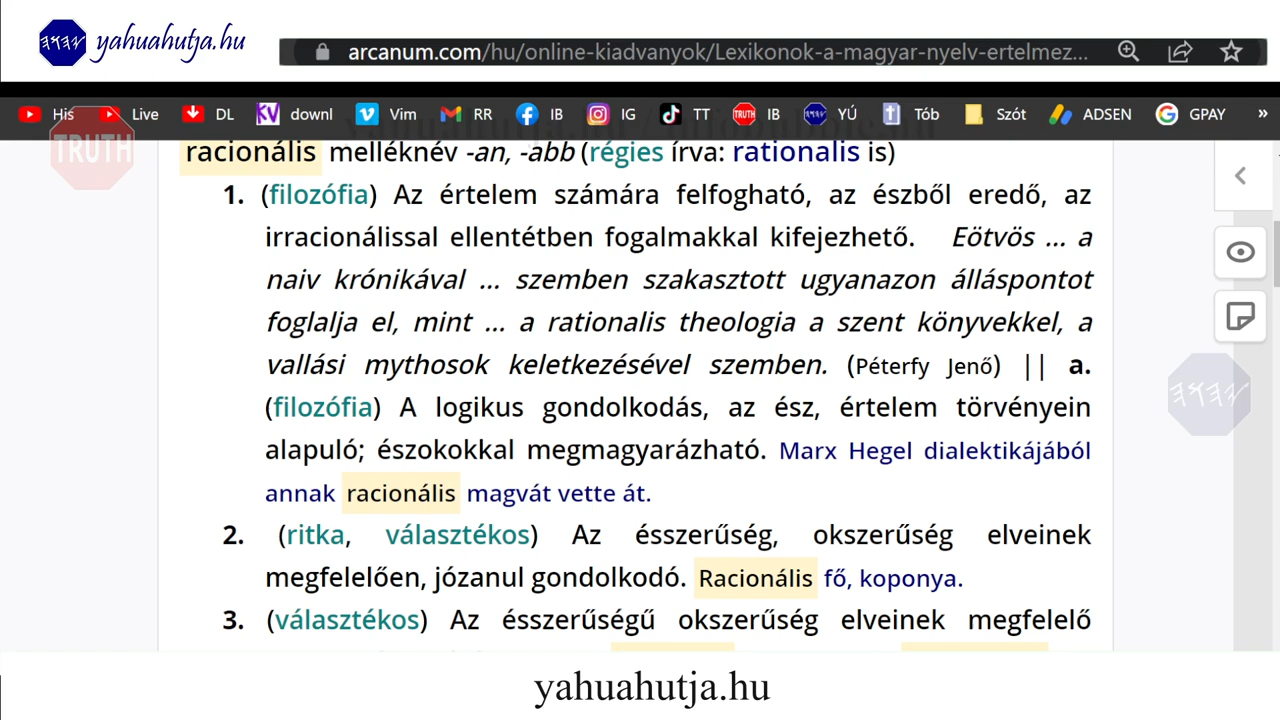 yahuahutja.hu
arcanum.com/hu/online-kiadvanyok/Lexikonok-a-magyar-nyelv-ertelmez...
His Live DL KV downl Vim RR IB IG TT TRUTH IB YÚ Tób Szót ADSEN GPAY »
TRUTH
racionális melléknév -an, -abb (régies írva: rationalis is)
1. (filozófia) Az értelem számára felfogható, az észből eredő, az
irracionálissal ellentétben fogalmakkal kifejezhető. Eötvös ... a
naiv krónikával ... szemben szakasztott ugyanazon álláspontot
foglalja el, mint ... a rationalis theologia a szent könyvekkel, a
vallási mythosok keletkezésével szemben. (Péterfy Jenő) || a.
(filozófia) A logikus gondolkodás, az ész, értelem törvényein
alapuló; észokokkal megmagyarázható. Marx Hegel dialektikájából
annak racionális magvát vette át.
2. (ritka, választékos) Az ésszerűség, okszerűség elveinek
megfelelően, józanul gondolkodó. Racionális fő, koponya.
3. (választékos) Az ésszerűségű okszerűség elveinek megfelelő
yahuahutja.hu